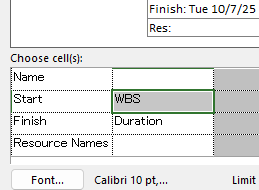 Finish: Tue 10/7/25
Res:
Choose cell(s):
Name
Start WBS
Finish Duration
Resource Names
Font... Calibri 10 pt,... Limit